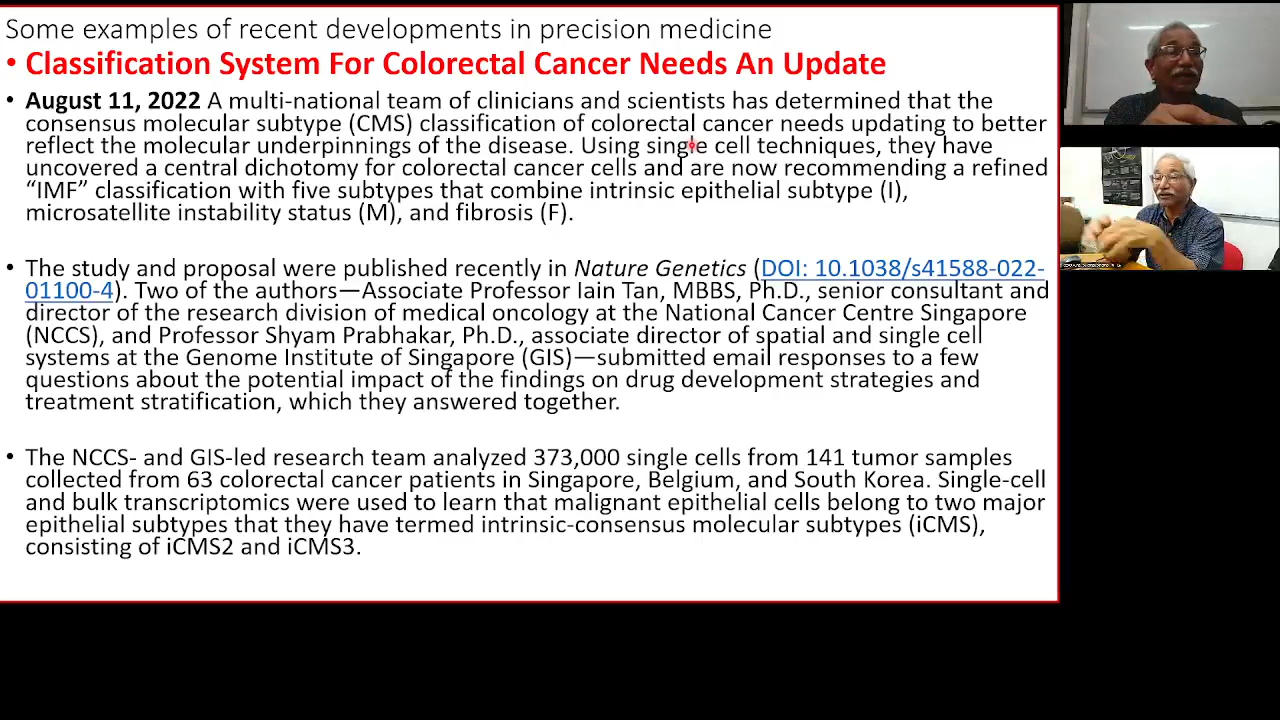 Some examples of recent developments in precision medicine
• Classification System For Colorectal Cancer Needs An Update
• August 11, 2022 A multi-national team of clinicians and scientists has determined that the
consensus molecular subtype (CMS) classification of colorectal cancer needs updating to better
reflect the molecular underpinnings of the disease. Using single cell techniques, they have
uncovered a central dichotomy for colorectal cancer cells and are now recommending a refined
“IMF” classification with five subtypes that combine intrinsic epithelial subtype (I),
microsatellite instability status (M), and fibrosis (F).
• The study and proposal were published recently in Nature Genetics (DOI: 10.1038/s41588-022-
01100-4). Two of the authors—Associate Professor Iain Tan, MBBS, Ph.D., senior consultant and
director of the research division of medical oncology at the National Cancer Centre Singapore
(NCCS), and Professor Shyam Prabhakar, Ph.D., associate director of spatial and single cell
systems at the Genome Institute of Singapore (GIS)—submitted email responses to a few
questions about the potential impact of the findings on drug development strategies and
treatment stratification, which they answered together.
• The NCCS- and GIS-led research team analyzed 373,000 single cells from 141 tumor samples
collected from 63 colorectal cancer patients in Singapore, Belgium, and South Korea. Single-cell
and bulk transcriptomics were used to learn that malignant epithelial cells belong to two major
epithelial subtypes that they have termed intrinsic-consensus molecular subtypes (iCMS),
consisting of iCMS2 and iCMS3.